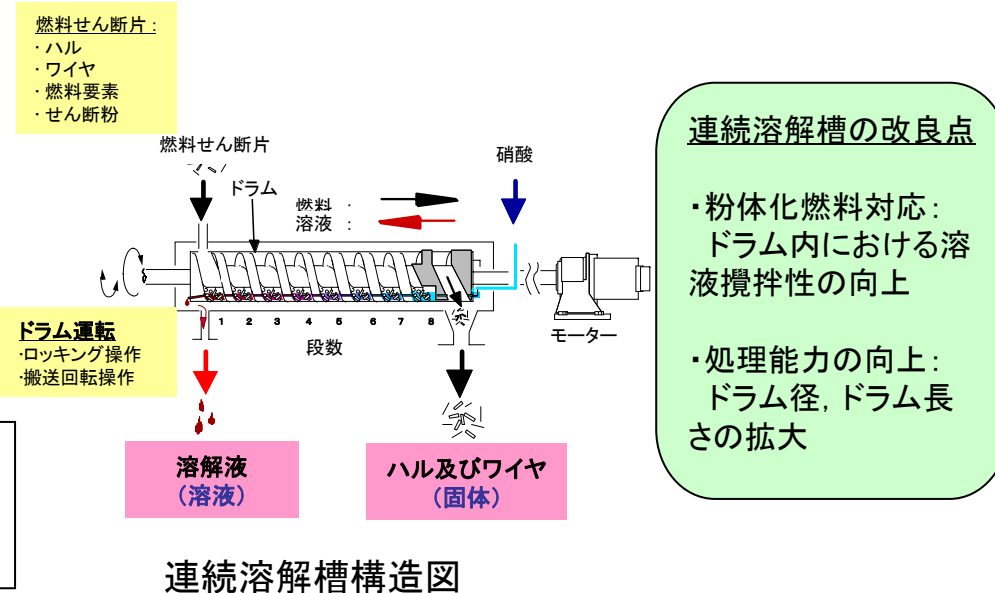 燃料せん断片:
・ハル
・ワイヤ
・燃料要素
・せん断粉
燃料せん断片
ドラム
燃料 :
溶液 :
硝酸
ドラム運転
・ロッキング操作
・搬送回転操作
1 2 3 4 5 6 7 8
段数
モーター
溶解液
(溶液)
ハル及びワイヤ
(固体)
連続溶解槽の改良点
・粉体化燃料対応:
ドラム内における溶
液攪拌性の向上
・処理能力の向上:
ドラム径, ドラム長
さの拡大
連続溶解槽構造図